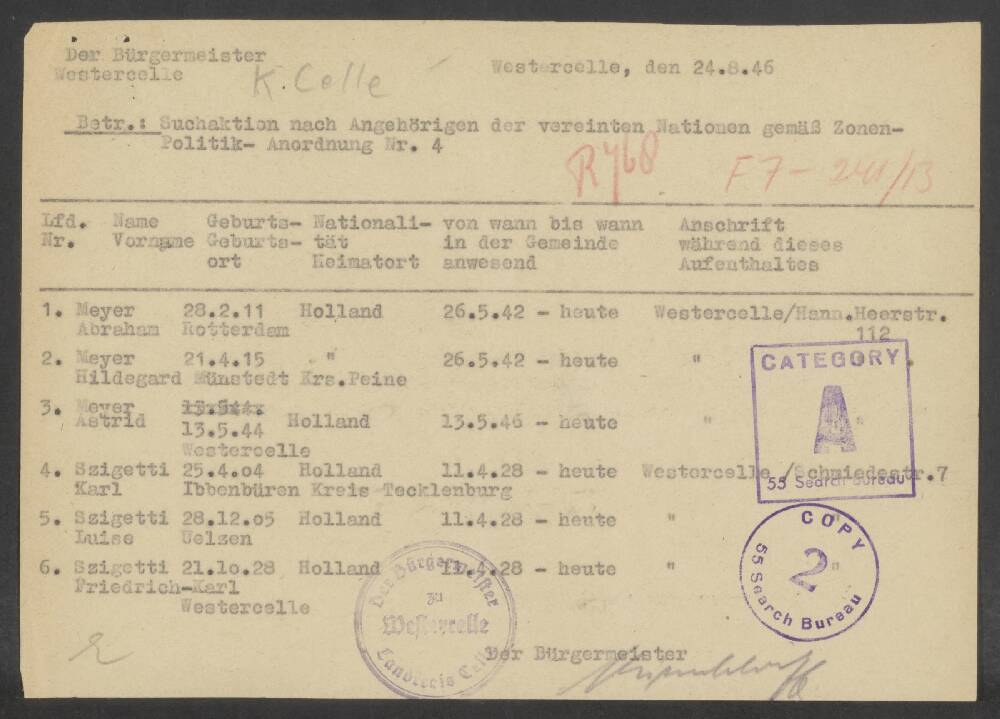 Der Bürgermeister
Westercelle
K. Celle
Westercelle, den 24.8.46
Betr.: Suchaktion nach Angehörigen der vereinten Nationen gemäß Zonen-
Politik- Anordnung Nr. 4
R 768 F7 - 241/13
Lfd. Name Geburts- Nationali- von wann bis wann Anschrift
Nr. Vorname Geburts- tät in der Gemeinde während dieses
ort Heimatort anwesend Aufenthaltes
1. Meyer 28.2.11 Holland 26.5.42 - heute Westercelle/Hann.Heerstr.
Abraham Rotterdam 112
2. Meyer 21.4.15 " 26.5.42 - heute "
Hildegard Münstedt Krs.Peine
3. Meyer
Astrid 13.5.44 Holland 13.5.46 - heute " "
Westercelle
4. Szigetti 25.4.04 Holland 11.4.28 - heute Westercelle /Schmiedestr.7
Karl Ibbenbüren Kreis Tecklenburg
5. Szigetti 28.12.05 Holland 11.4.28 - heute " "
Luise Uelzen
6. Szigetti 21.10.28 Holland 11.4.28 - heute " "
Friedrich-Karl
Westercelle
CATEGORY
A
55 Search Bureau
COPY
2
55 Search Bureau
Der Bürgermeister
zu
Westercelle
Landkreis Celle
Der Bürgermeister